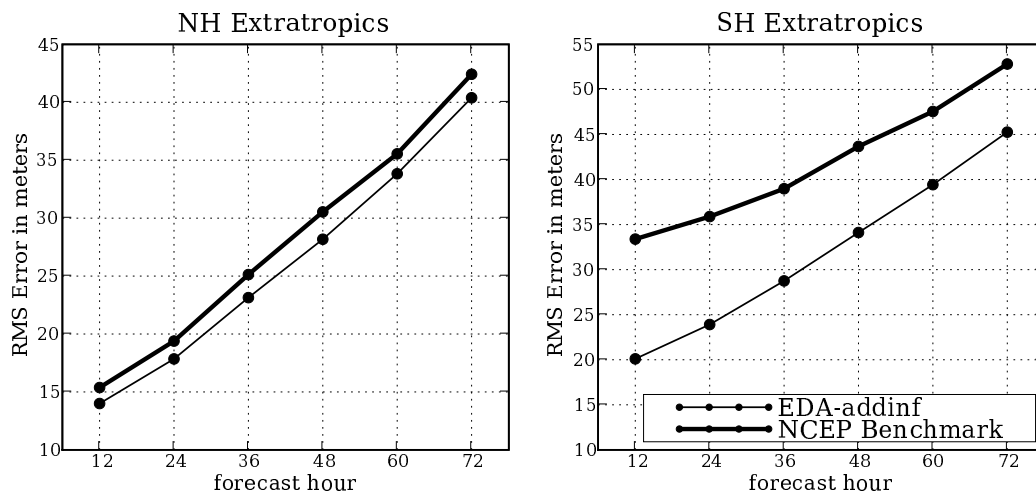 NH Extratropics
45
40
35
30
25
20
15
10
RMS Error in meters
12 24 36 48 60 72
forecast hour
SH Extratropics
55
50
45
40
35
30
25
20
15
10
RMS Error in meters
EDA-addinf
NCEP Benchmark
12 24 36 48 60 72
forecast hour